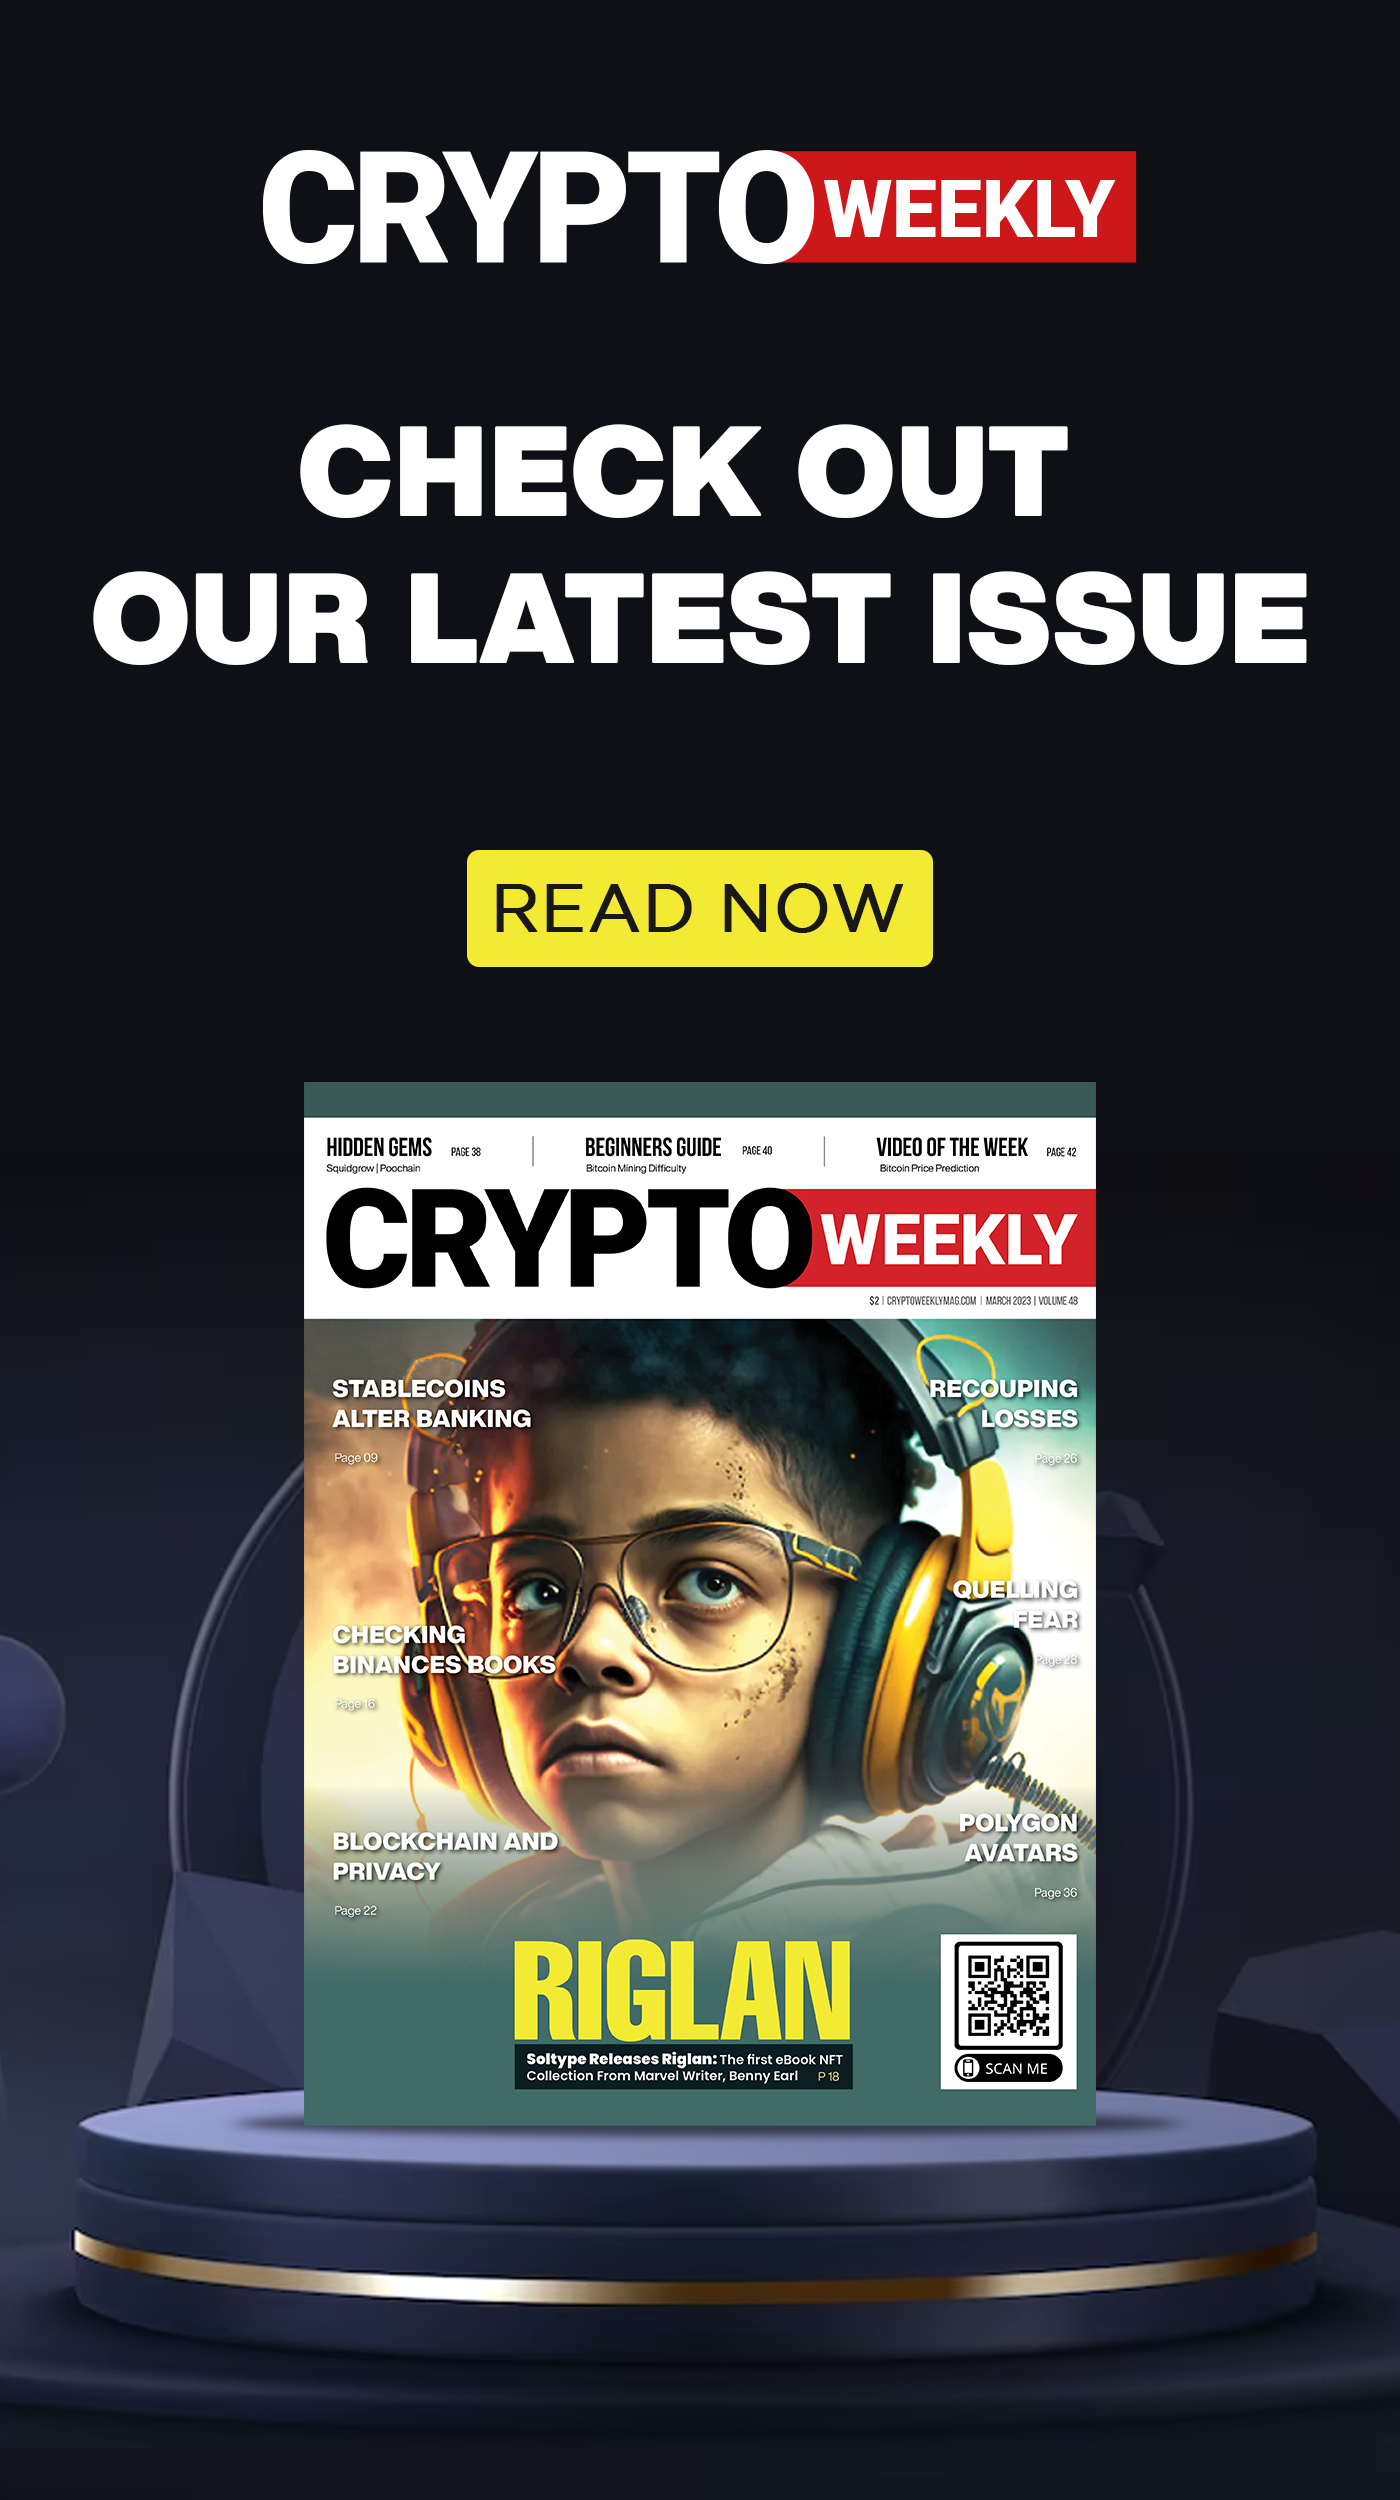 CRYPTO WEEKLY
CHECK OUT
OUR LATEST ISSUE
READ NOW
HIDDEN GEMS PAGE 38
Squidgrow | Poochain
BEGINNERS GUIDE PAGE 40
Bitcoin Mining Difficulty
VIDEO OF THE WEEK PAGE 42
Bitcoin Price Prediction
CRYPTO WEEKLY
$2 | CRYPTOWEEKLYMAG.COM | MARCH 2023 | VOLUME 48
STABLECOINS
ALTER BANKING
Page 09
RECOUPING
LOSSES
Page 26
QUELLING
FEAR
Page 28
CHECKING
BINANCES BOOKS
Page 16
POLYGON
AVATARS
Page 36
BLOCKCHAIN AND
PRIVACY
Page 22
RIGLAN
Soltype Releases Riglan: The first eBook NFT
Collection From Marvel Writer, Benny Earl P 18
SCAN ME